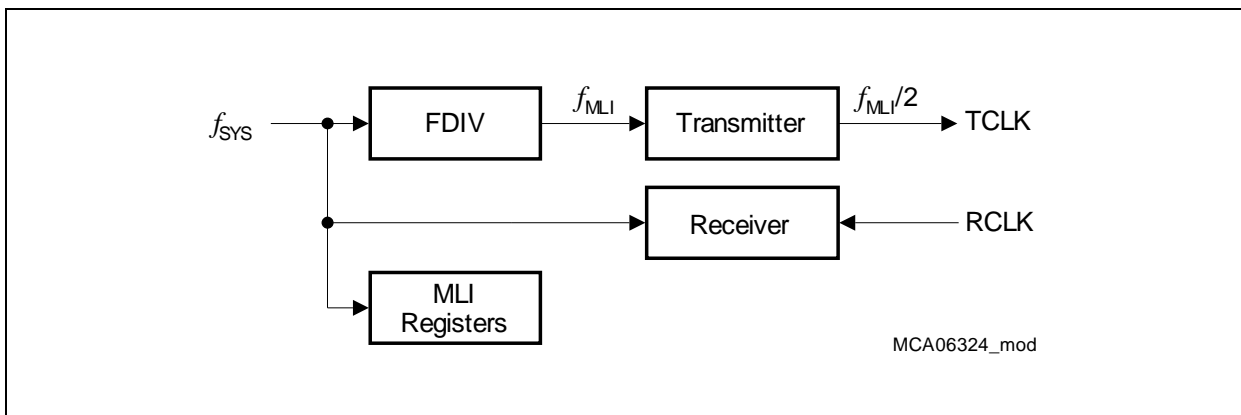 f_SYS
FDIV
f_MLI
Transmitter
f_MLI/2
TCLK
Receiver
RCLK
MLI
Registers
MCA06324_mod